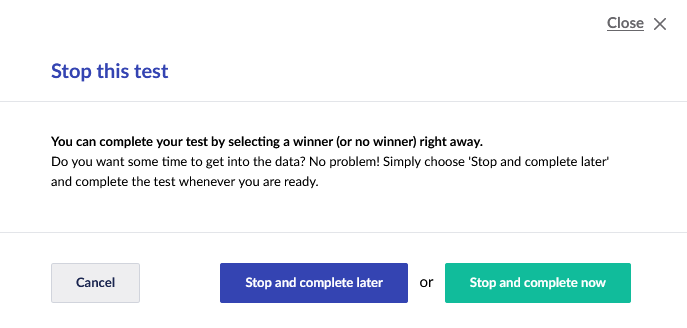 Close
Stop this test
You can complete your test by selecting a winner (or no winner) right away.
Do you want some time to get into the data? No problem! Simply choose 'Stop and complete later'
and complete the test whenever you are ready.
Cancel
Stop and complete later
or
Stop and complete now